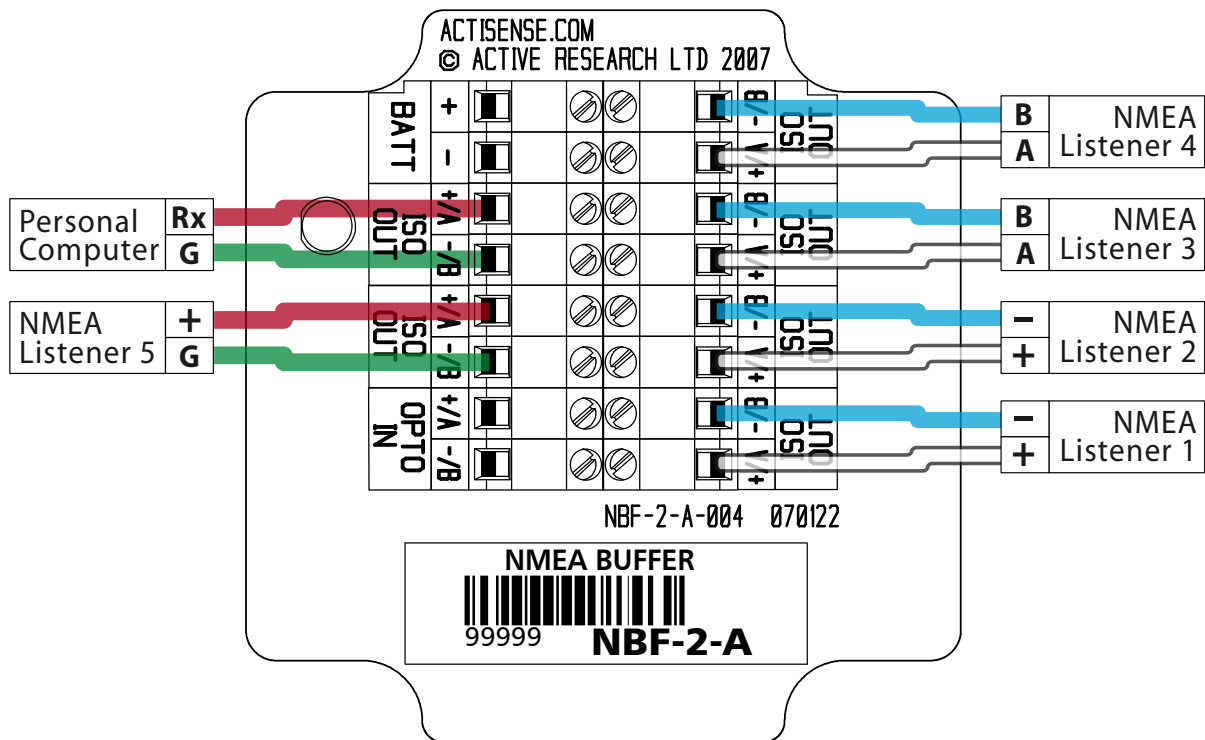 ACTISENSE.COM
© ACTIVE RESEARCH LTD 2007
BATT
+
-
ISO
OUT
+/A
-/B
ISO
OUT
+/A
-/B
OPTO
IN
+/A
-/B
-/B
+/A
ISO
OUT
-/B
+/A
ISO
OUT
-/B
+/A
ISO
OUT
-/B
+/A
ISO
OUT
Personal
Computer
Rx
G
NMEA
Listener 5
+
G
B
A
NMEA
Listener 4
B
A
NMEA
Listener 3
-
+
NMEA
Listener 2
-
+
NMEA
Listener 1
NBF-2-A-004 070122
NMEA BUFFER
99999 NBF-2-A